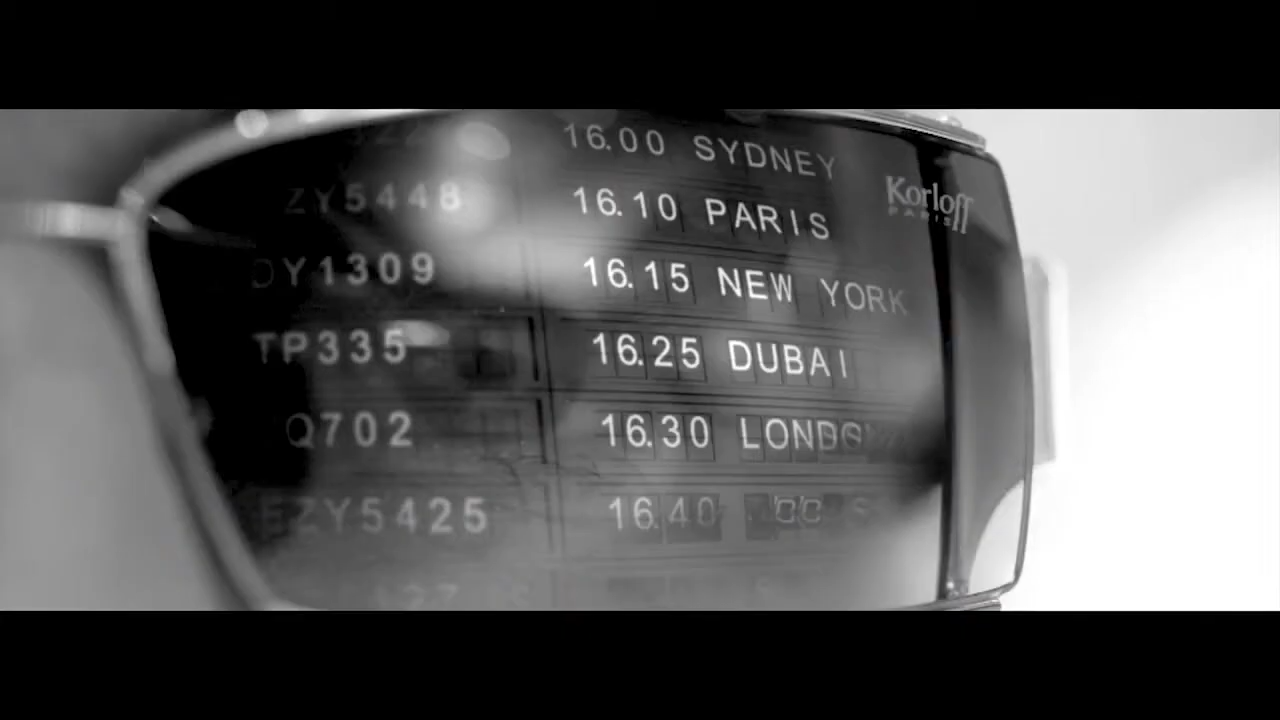 16.00 SYDNEY
ZY5448 16.10 PARIS
Korloff
PARIS
DY1309 16.15 NEW YORK
TP335 16.25 DUBAI
Q702 16.30 LONDON
EZY5425 16.40